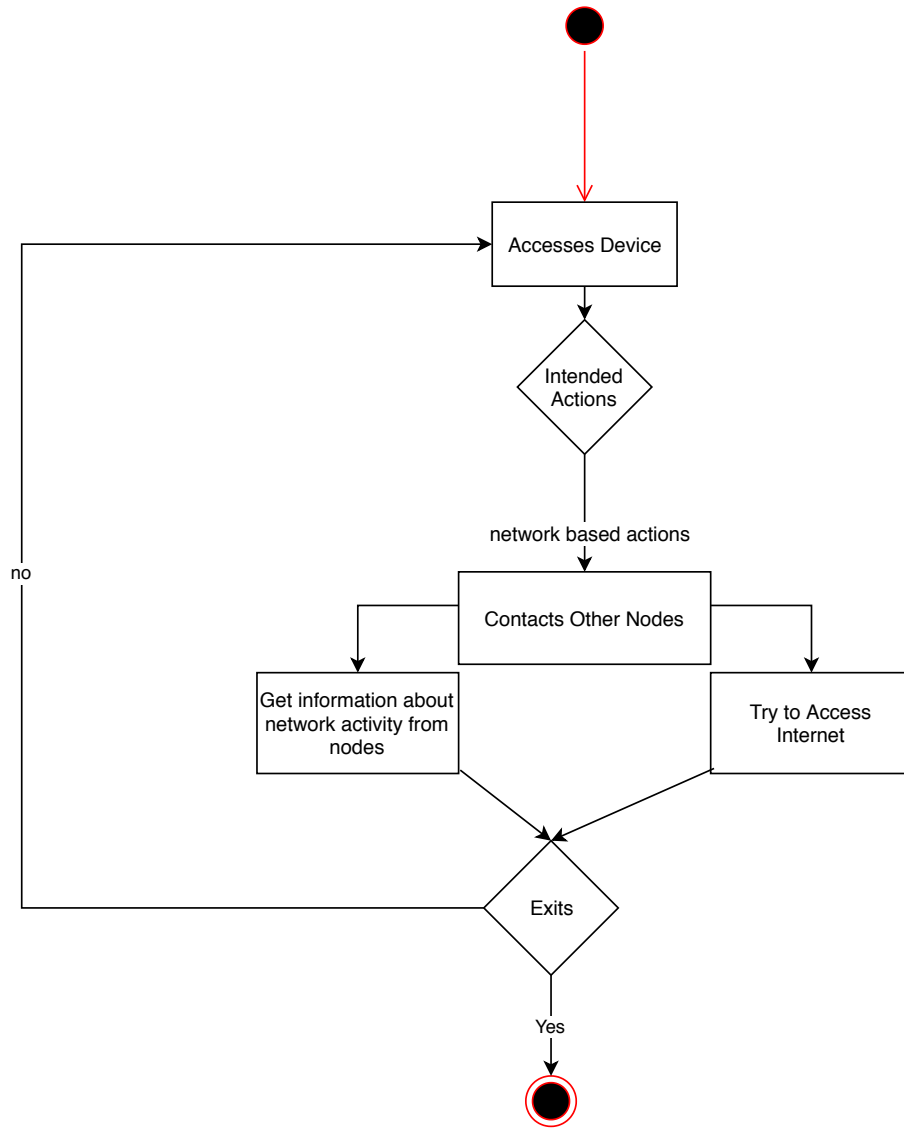 Accesses Device
Intended
Actions
network based actions
no
Contacts Other Nodes
Get information about
network activity from
nodes
Try to Access
Internet
Exits
Yes